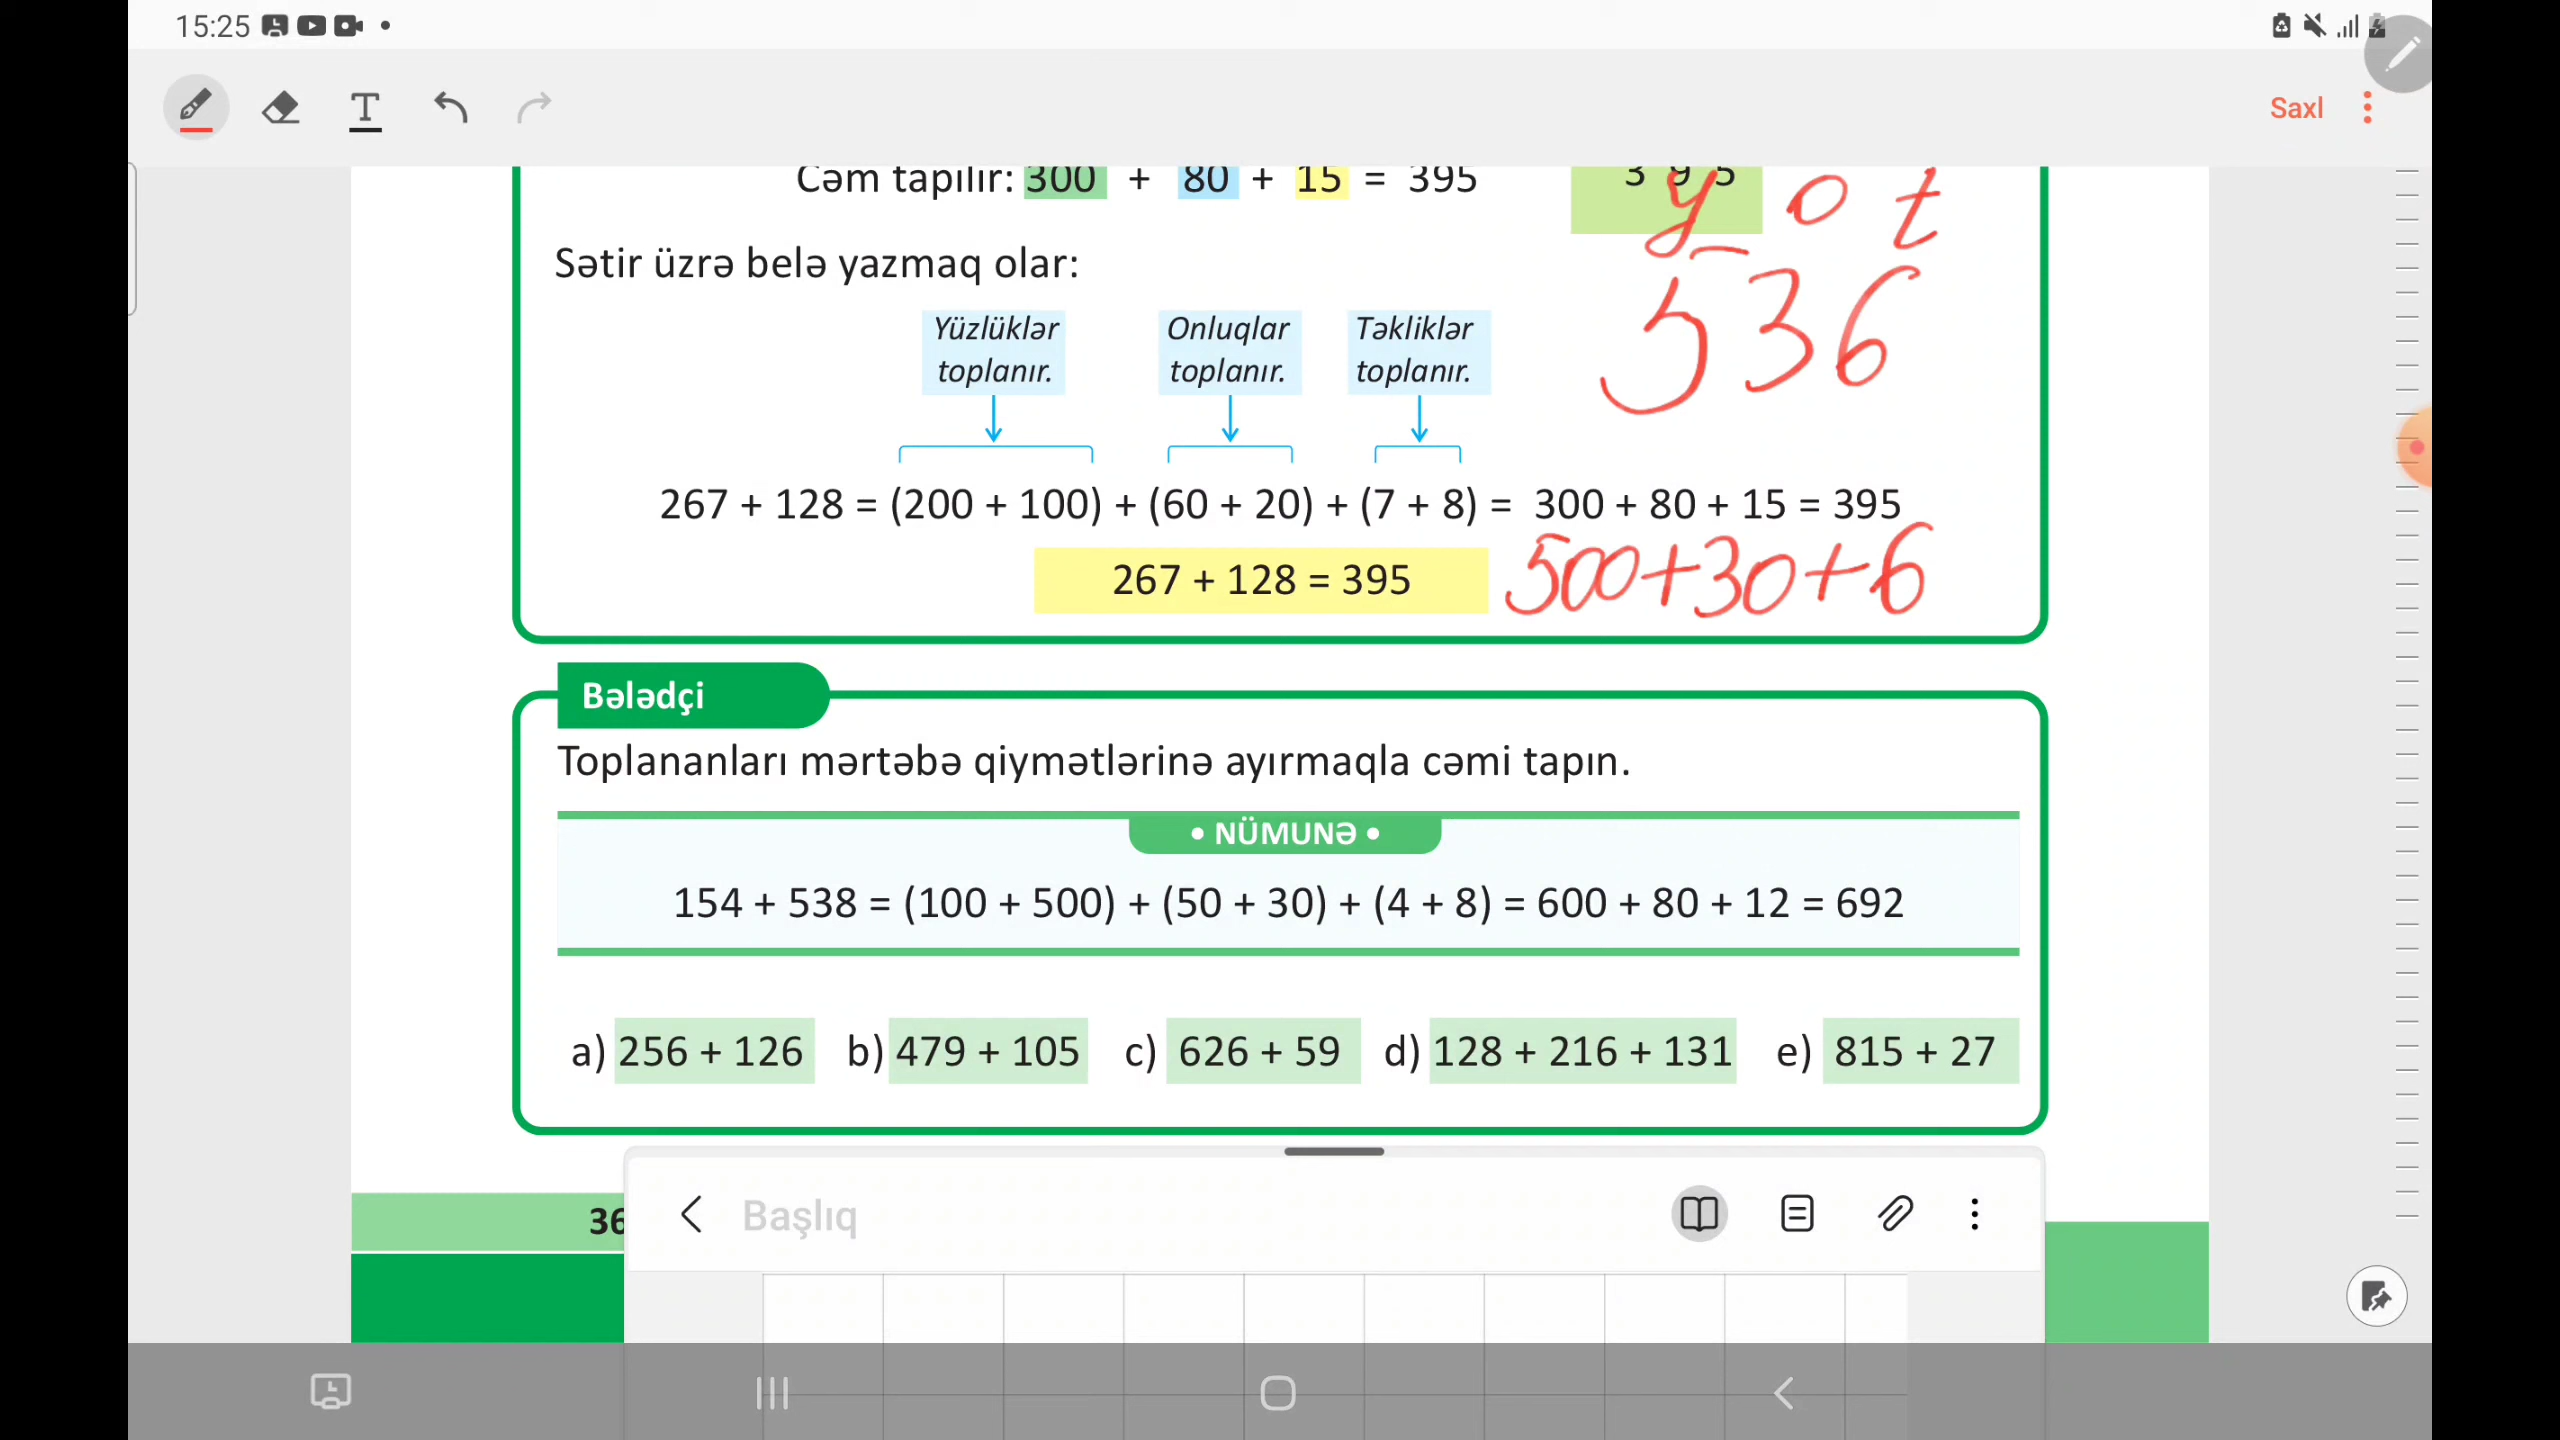 15:25
Saxl
Cəm tapılır: 300 + 80 + 15 = 395
3 9 5
y o t
Sətir üzrə belə yazmaq olar:
536
Yüzlüklər toplanır.
Onluqlar toplanır.
Təkliklər toplanır.
267 + 128 = (200 + 100) + (60 + 20) + (7 + 8) = 300 + 80 + 15 = 395
267 + 128 = 395
500+30+6
Bələdçi
Toplananları mərtəbə qiymətlərinə ayırmaqla cəmi tapın.
• NÜMUNƏ •
154 + 538 = (100 + 500) + (50 + 30) + (4 + 8) = 600 + 80 + 12 = 692
a) 256 + 126 b) 479 + 105 c) 626 + 59 d) 128 + 216 + 131 e) 815 + 27
36
Başlıq